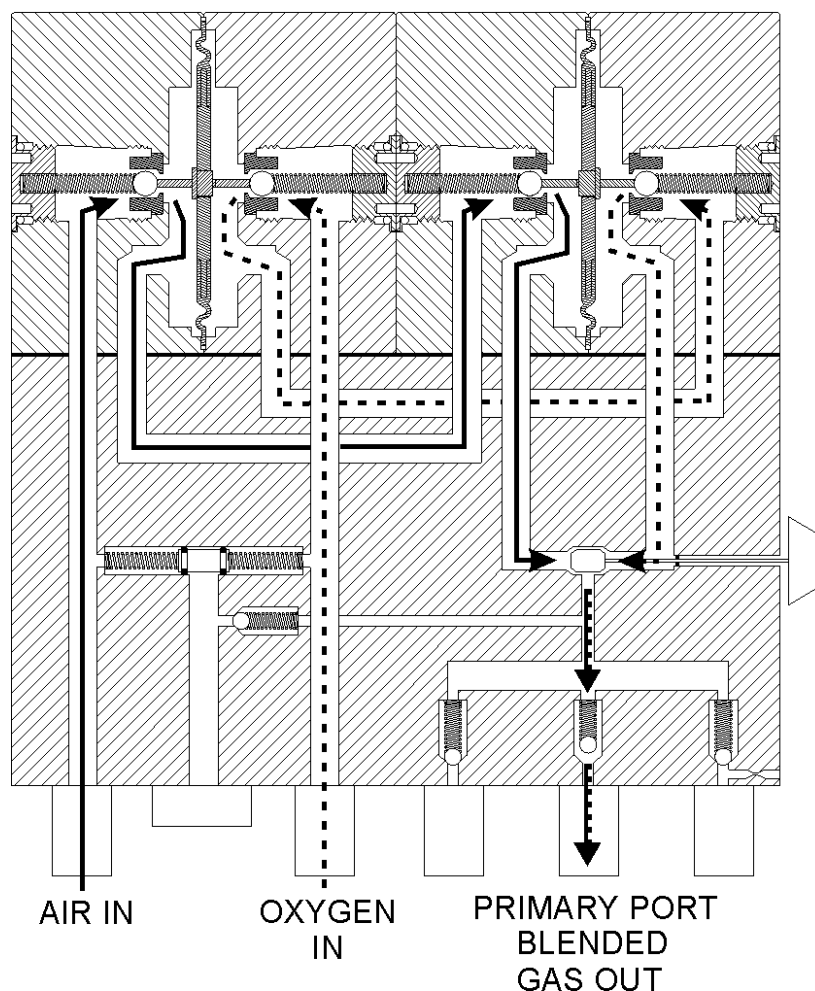 AIR IN
OXYGEN
IN
PRIMARY PORT
BLENDED
GAS OUT